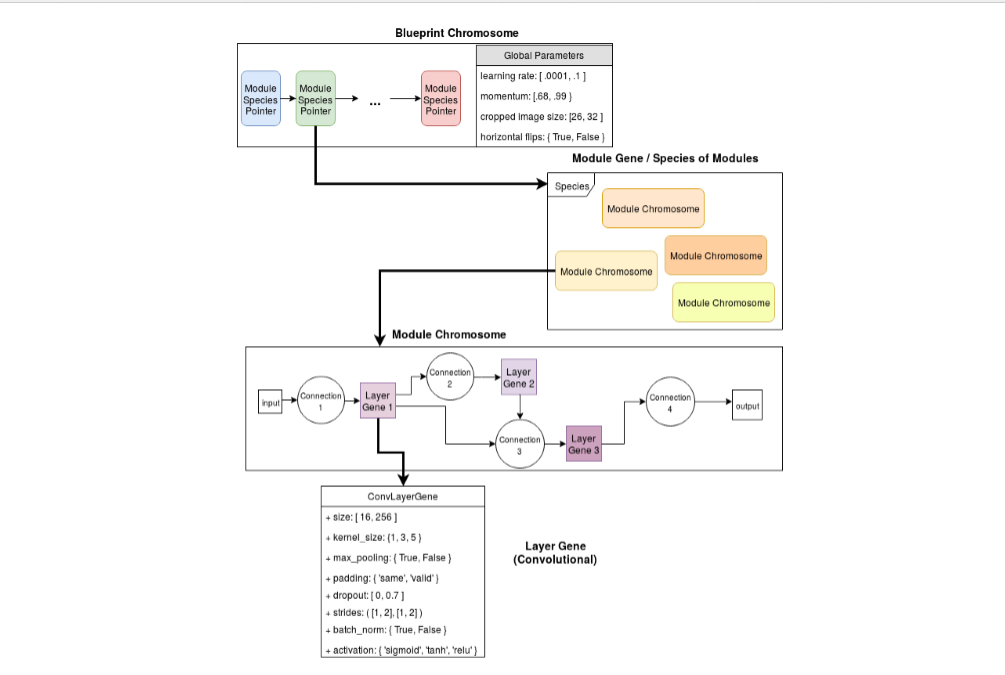 Blueprint Chromosome
Module
Species
Pointer
Module
Species
Pointer
...
Module
Species
Pointer
Global Parameters
learning rate: [ .0001, .1 ]
momentum: [.68, .99 }
cropped image size: [26, 32 ]
horizontal flips: { True, False }
Module Gene / Species of Modules
Species
Module Chromosome
Module Chromosome
Module Chromosome
Module Chromosome
Module Chromosome
input
Connection
1
Layer
Gene 1
Connection
2
Layer
Gene 2
Connection
3
Layer
Gene 3
Connection
4
output
ConvLayerGene
+ size: [ 16, 256 ]
+ kernel_size: {1, 3, 5 }
+ max_pooling: { True, False }
+ padding: { 'same', 'valid' }
+ dropout: [ 0, 0.7 ]
+ strides: ( [1, 2], [1, 2] )
+ batch_norm: { True, False }
+ activation: { 'sigmoid', 'tanh', 'relu' }
Layer Gene
(Convolutional)